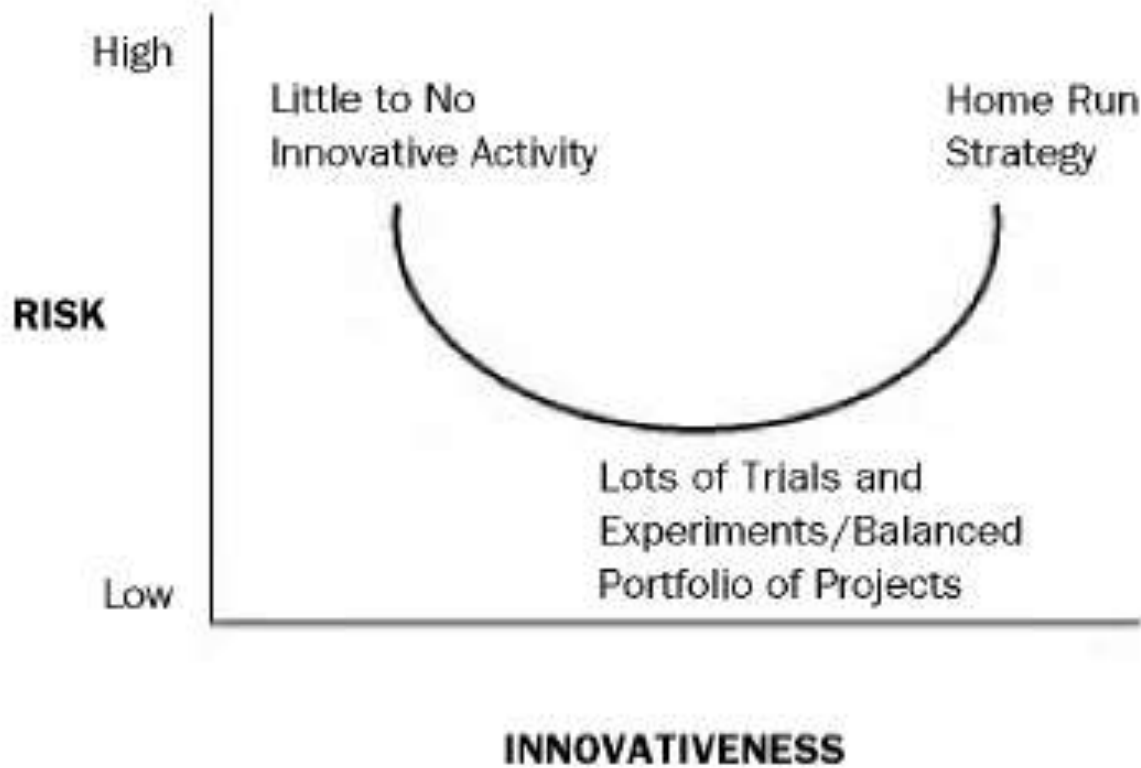 High
Little to No
Innovative Activity
Home Run
Strategy
RISK
Lots of Trials and
Experiments/Balanced
Portfolio of Projects
Low
INNOVATIVENESS